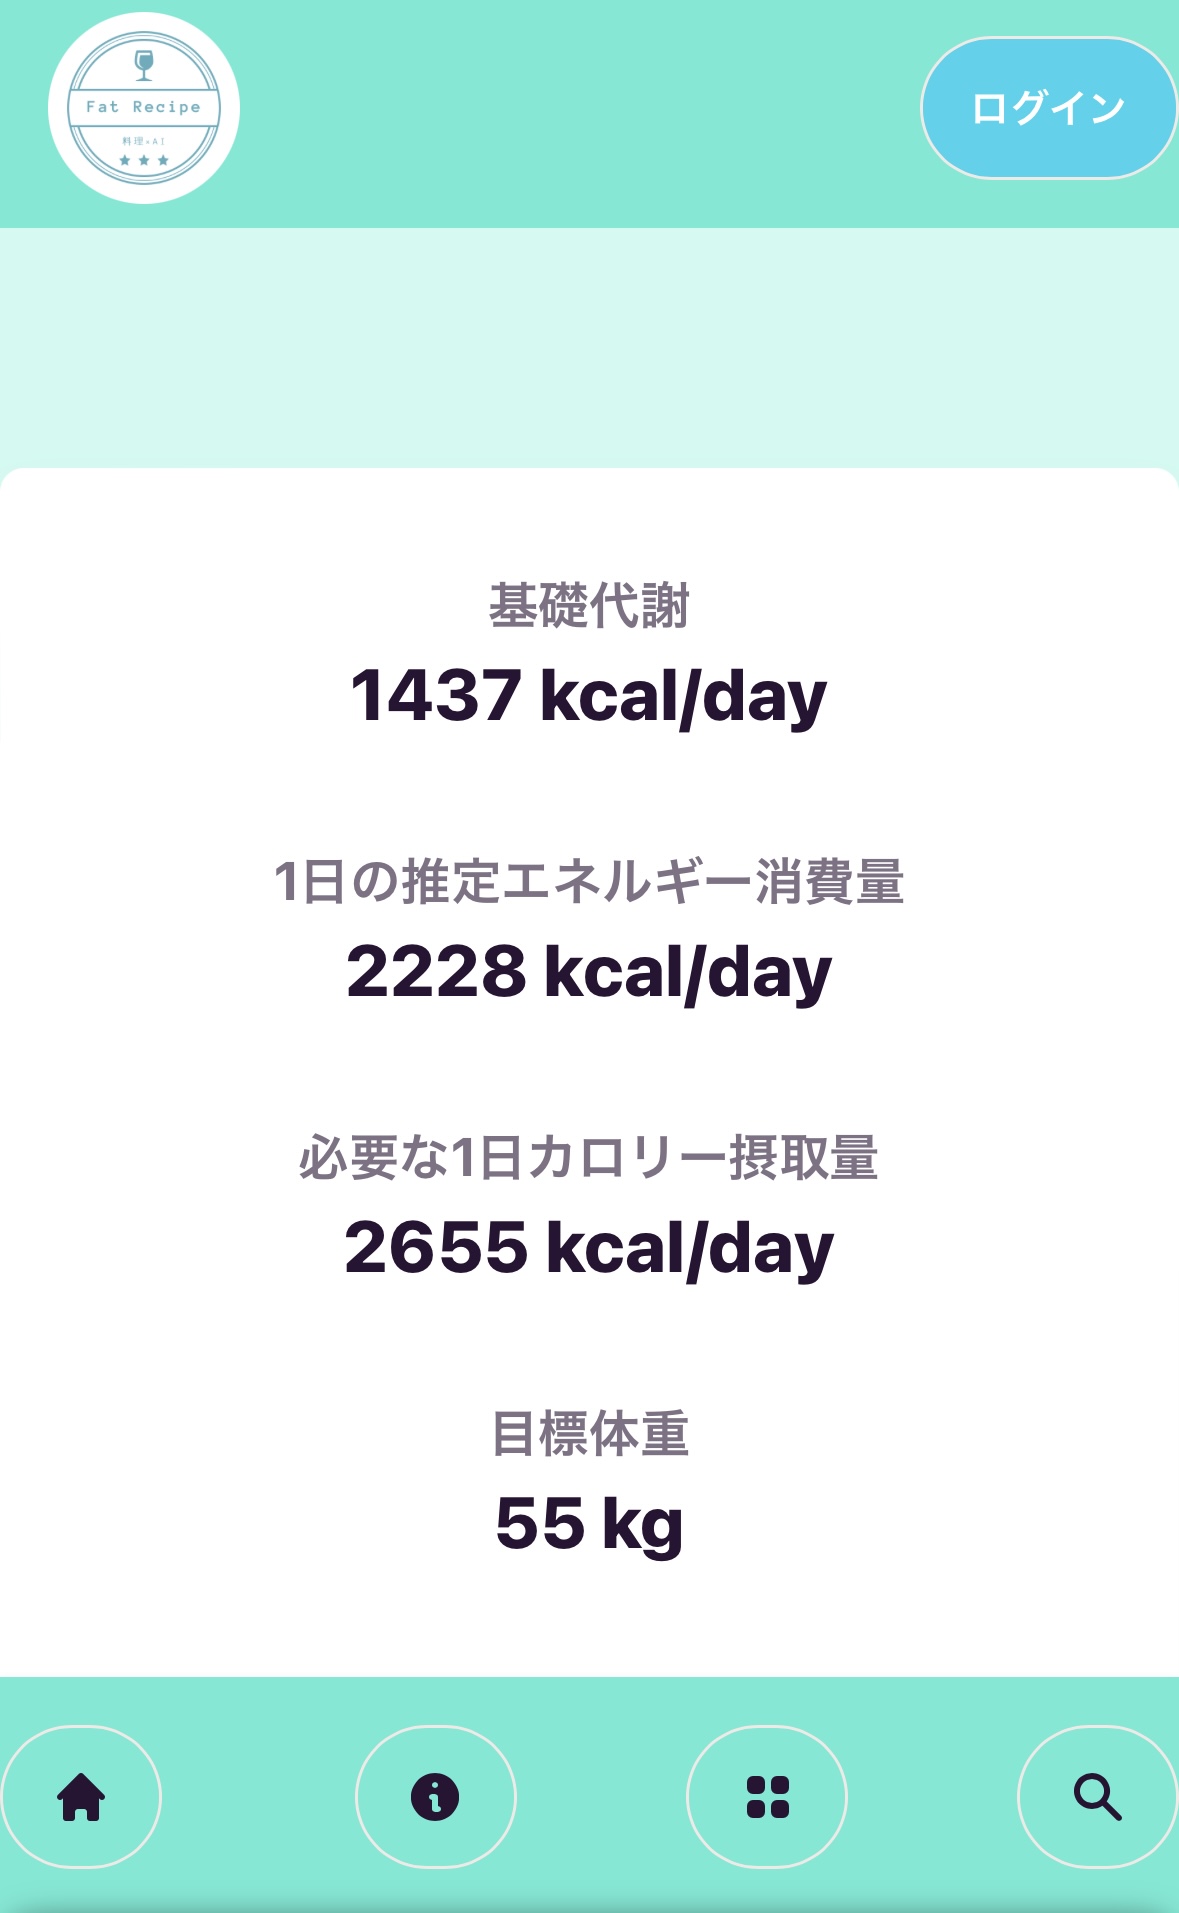 Fat Recipe
料理×AI
ログイン
基礎代謝
1437 kcal/day
1日の推定エネルギー消費量
2228 kcal/day
必要な1日カロリー摂取量
2655 kcal/day
目標体重
55 kg